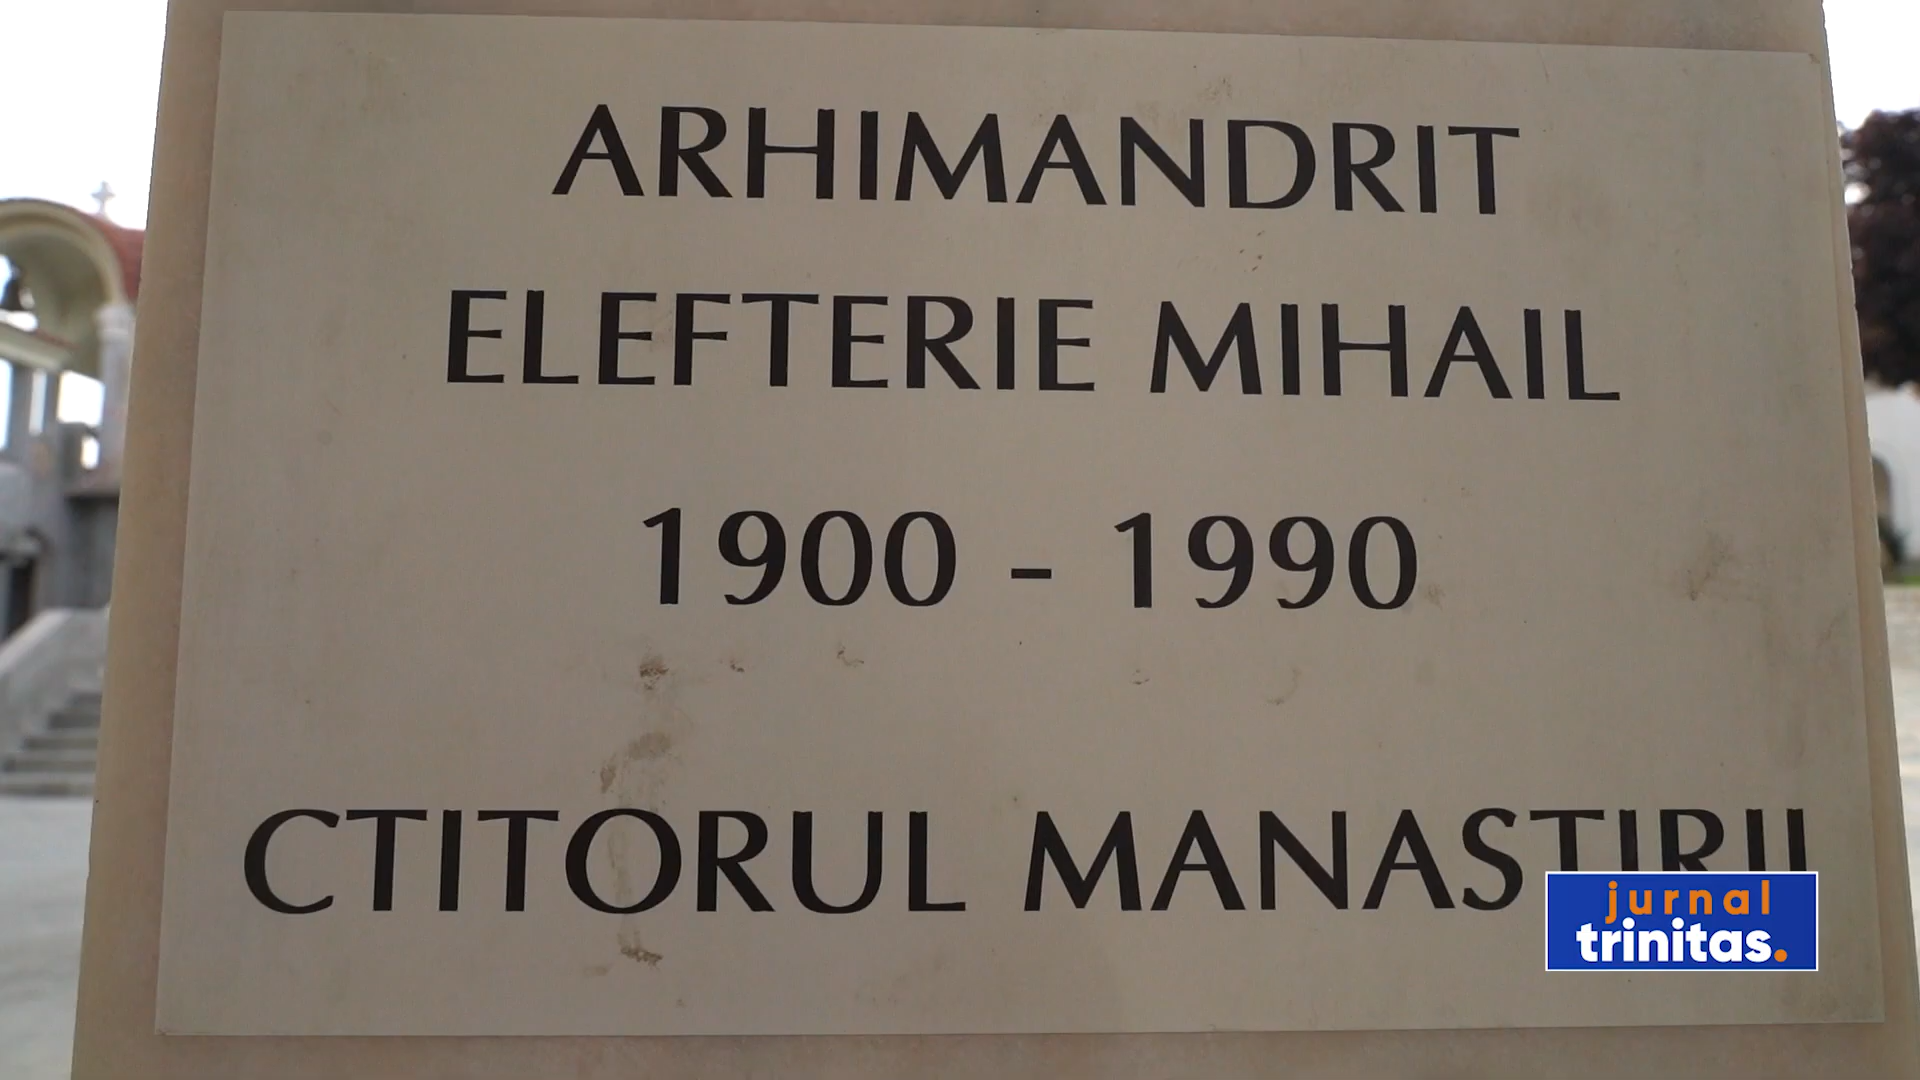 ARHIMANDRIT
ELEFTERIE MIHAIL
1900 - 1990
CTITORUL MANASTIRII
jurnal
trinitas.